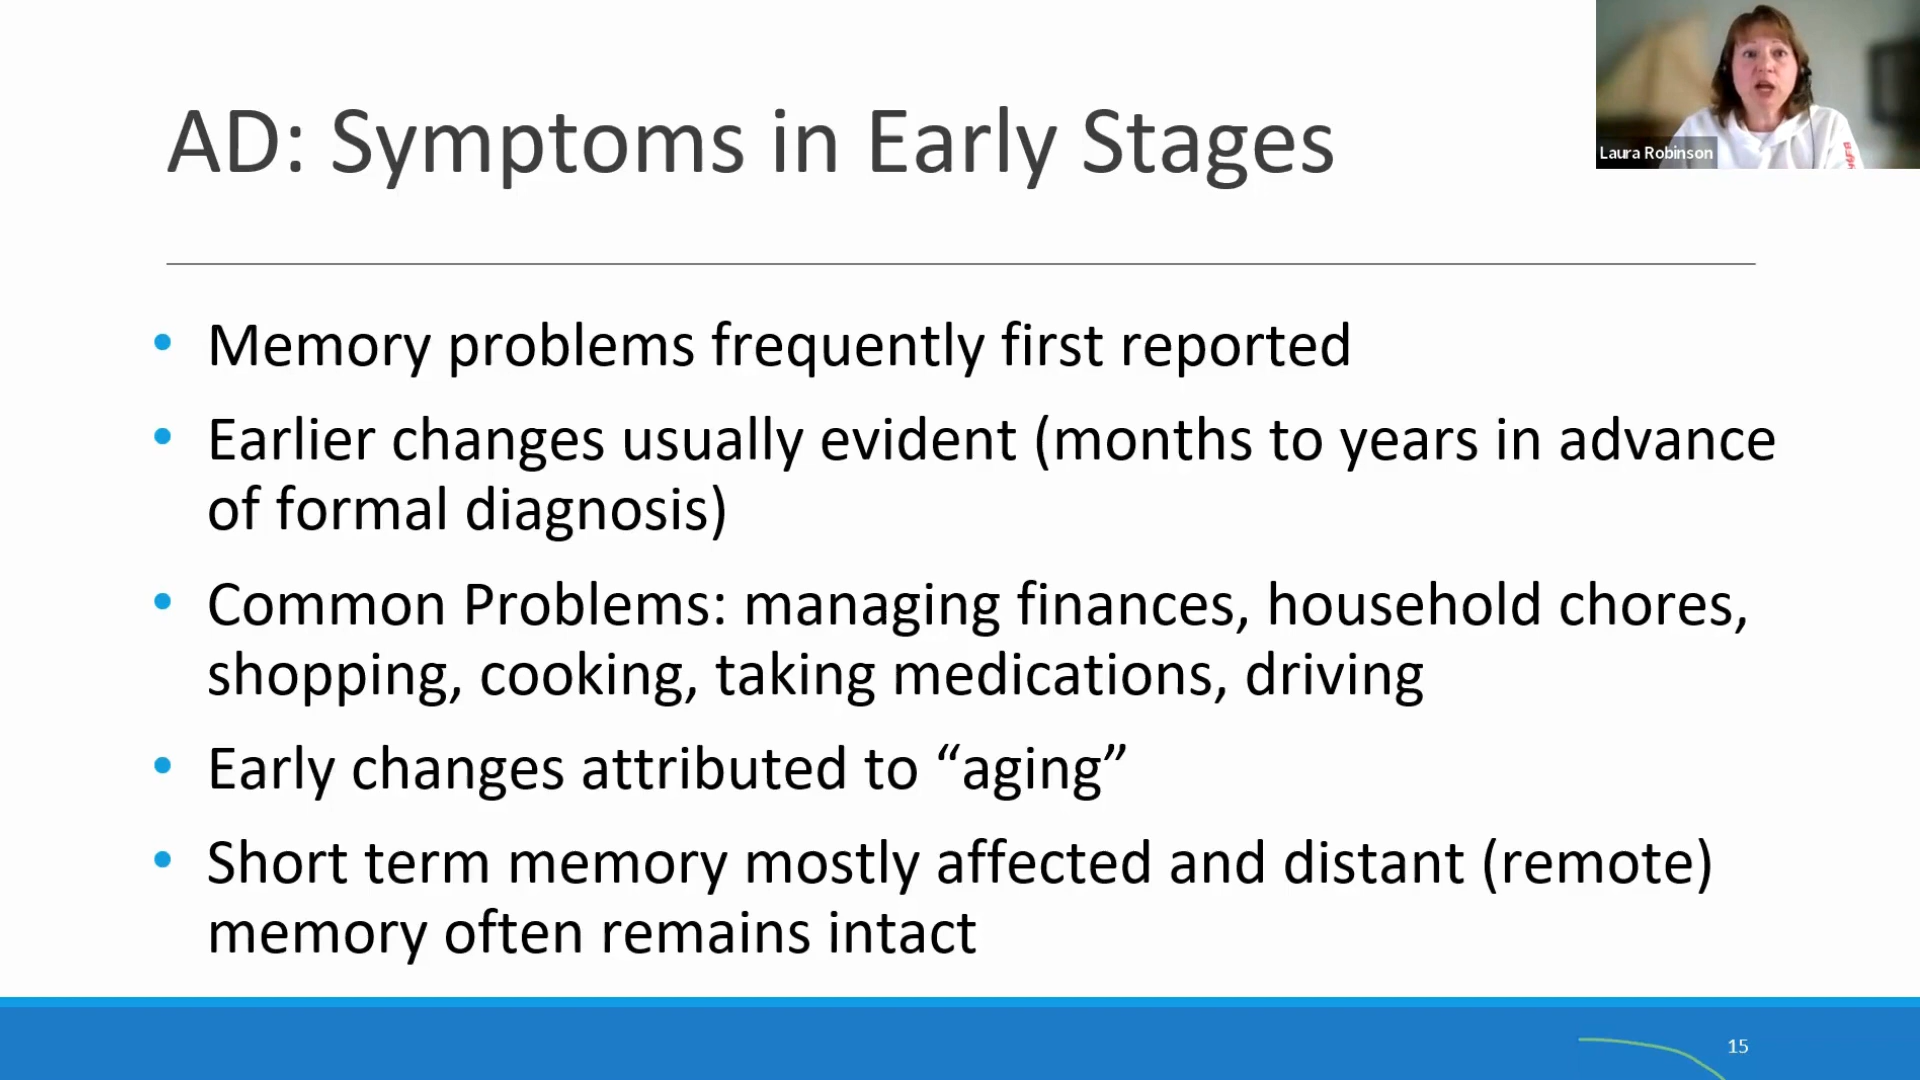 AD: Symptoms in Early Stages
Laura Robinson
• Memory problems frequently first reported
• Earlier changes usually evident (months to years in advance
of formal diagnosis)
• Common Problems: managing finances, household chores,
shopping, cooking, taking medications, driving
• Early changes attributed to “aging”
• Short term memory mostly affected and distant (remote)
memory often remains intact
15